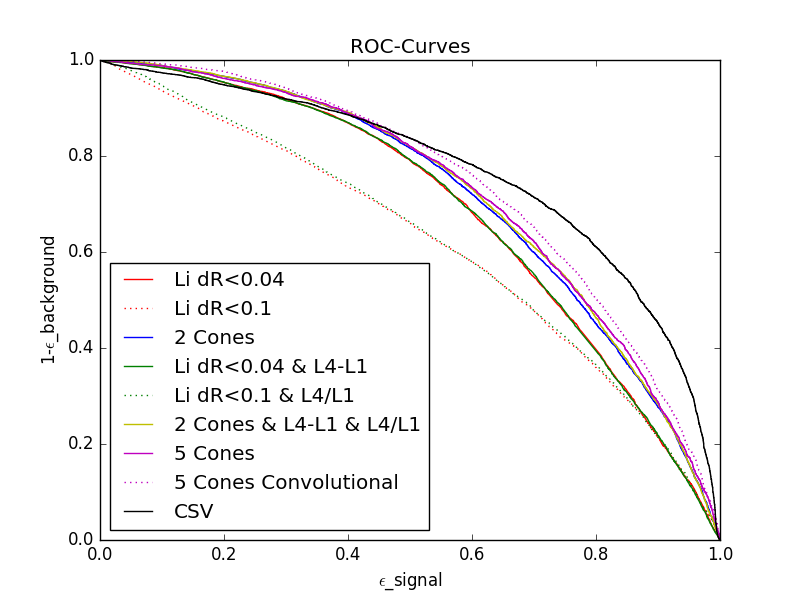 ROC-Curves
1.0
0.8
0.6
0.4
0.2
0.0
1-ϵ_background
Li dR<0.04
Li dR<0.1
2 Cones
Li dR<0.04 & L4-L1
Li dR<0.1 & L4/L1
2 Cones & L4-L1 & L4/L1
5 Cones
5 Cones Convolutional
CSV
0.0 0.2 0.4 0.6 0.8 1.0
ϵ_signal